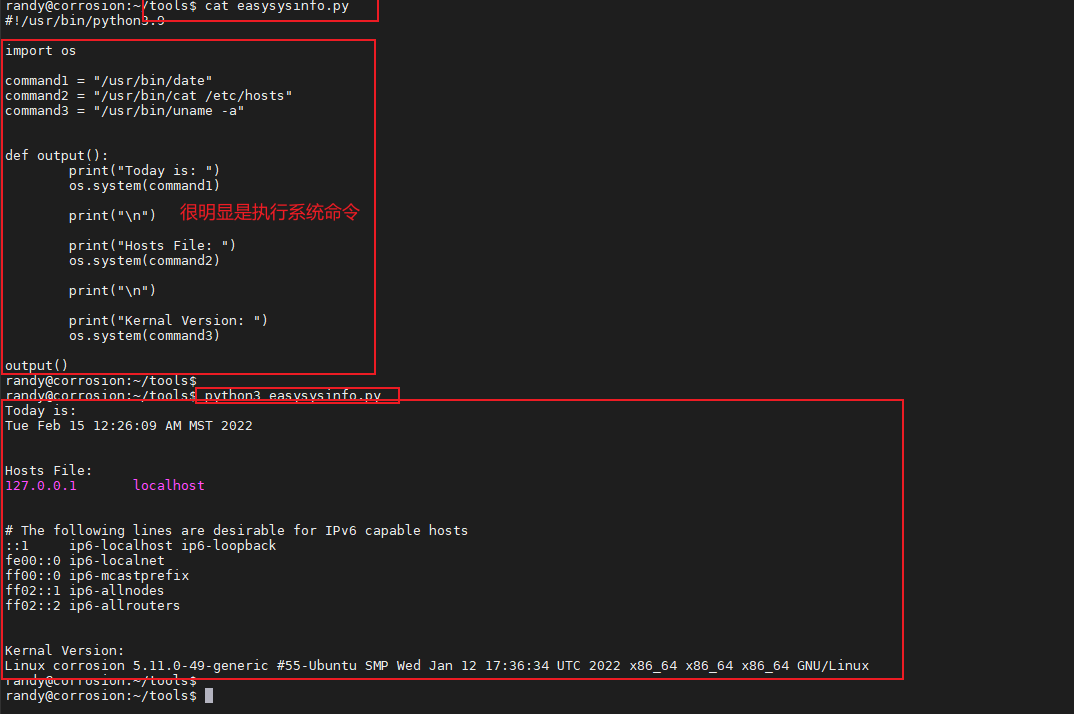 randy@corrosion:~/tools$ cat easysysinfo.py
#!/usr/bin/python3.9
import os
command1 = "/usr/bin/date"
command2 = "/usr/bin/cat /etc/hosts"
command3 = "/usr/bin/uname -a"
def output():
print("Today is: ")
os.system(command1)
print("\n") 很明显是执行系统命令
print("Hosts File: ")
os.system(command2)
print("\n")
print("Kernal Version: ")
os.system(command3)
output()
randy@corrosion:~/tools$
randy@corrosion:~/tools$ python3 easysysinfo.py
Today is:
Tue Feb 15 12:26:09 AM MST 2022
Hosts File:
127.0.0.1 localhost
# The following lines are desirable for IPv6 capable hosts
::1 ip6-localhost ip6-loopback
fe00::0 ip6-localnet
ff00::0 ip6-mcastprefix
ff02::1 ip6-allnodes
ff02::2 ip6-allrouters
Kernal Version:
Linux corrosion 5.11.0-49-generic #55-Ubuntu SMP Wed Jan 12 17:36:34 UTC 2022 x86_64 x86_64 x86_64 GNU/Linux
randy@corrosion:~/tools$
randy@corrosion:~/tools$